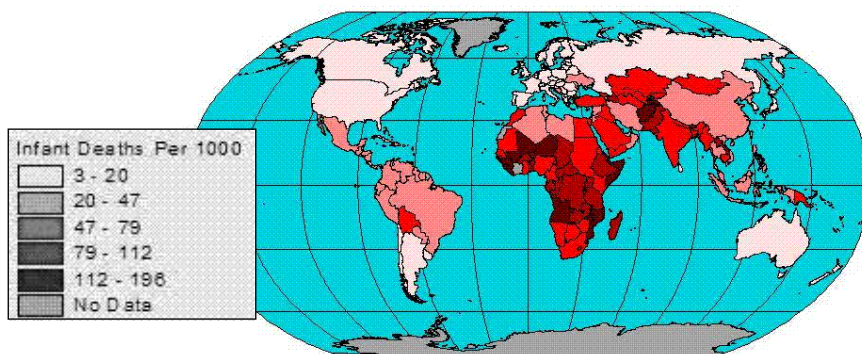 Infant Deaths Per 1000
3 - 20
20 - 47
47 - 79
79 - 112
112 - 196
No Data